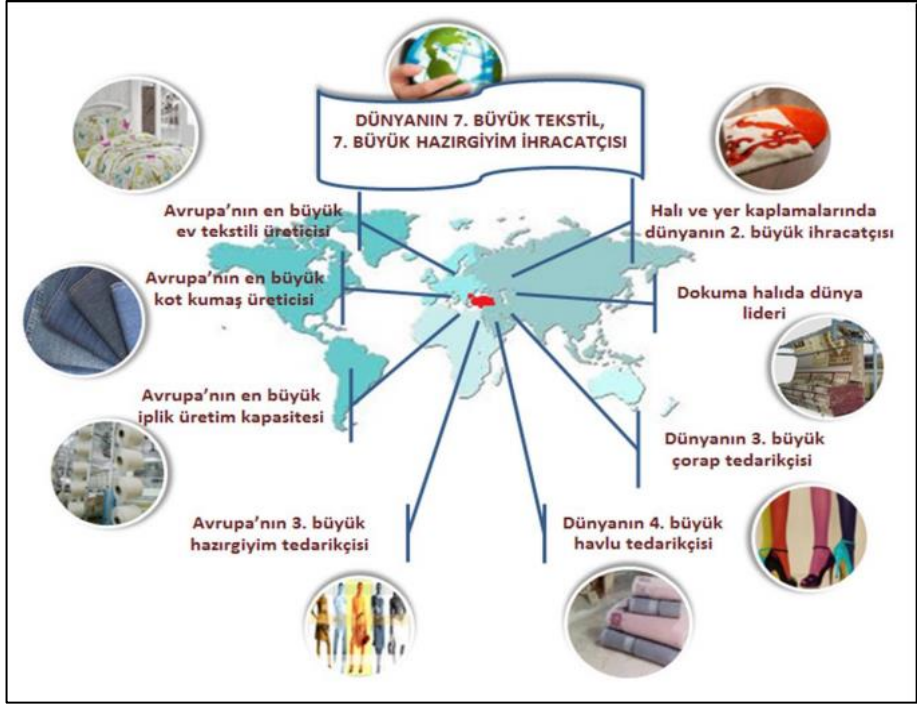 DÜNYANIN 7. BÜYÜK TEKSTİL,
7. BÜYÜK HAZIRGİYİM İHRACATÇISI
Avrupa'nın en büyük
ev tekstili üreticisi
Halı ve yer kaplamalarında
dünyanın 2. büyük ihracatçısı
Avrupa'nın en büyük
kot kumaş üreticisi
Dokuma halıda dünya
lideri
Avrupa'nın en büyük
iplik üretim kapasitesi
Dünyanın 3. büyük
çorap tedarikçisi
Avrupa'nın 3. büyük
hazırgiyim tedarikçisi
Dünyanın 4. büyük
havlu tedarikçisi